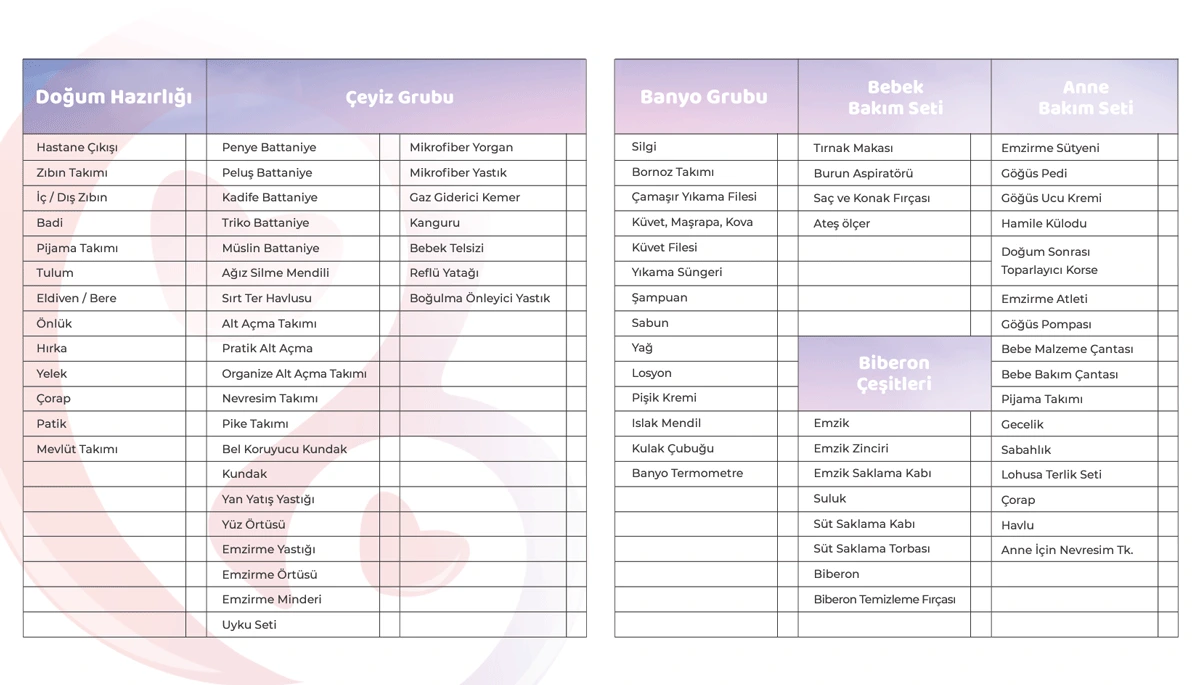 Doğum Hazırlığı
Hastane Çıkışı
Zıbın Takımı
İç / Dış Zıbın
Badi
Pijama Takımı
Tulum
Eldiven / Bere
Önlük
Hırka
Yelek
Çorap
Patik
Mevlüt Takımı
Çeyiz Grubu
Penye Battaniye
Peluş Battaniye
Kadife Battaniye
Triko Battaniye
Müslin Battaniye
Ağız Silme Mendili
Sırt Ter Havlusu
Alt Açma Takımı
Pratik Alt Açma
Organize Alt Açma Takımı
Nevresim Takımı
Pike Takımı
Bel Koruyucu Kundak
Kundak
Yan Yatış Yastığı
Yüz Örtüsü
Emzirme Yastığı
Emzirme Örtüsü
Emzirme Minderi
Uyku Seti
Mikrofiber Yorgan
Mikrofiber Yastık
Gaz Giderici Kemer
Kanguru
Bebek Telsizi
Reflü Yatağı
Boğulma Önleyici Yastık
Banyo Grubu
Silgi
Bornoz Takımı
Çamaşır Yıkama Filesi
Küvet, Maşrapa, Kova
Küvet Filesi
Yıkama Süngeri
Şampuan
Sabun
Yağ
Losyon
Pişik Kremi
Islak Mendil
Kulak Çubuğu
Banyo Termometre
Bebek
Bakım Seti
Tırnak Makası
Burun Aspiratörü
Saç ve Konak Fırçası
Ateş ölçer
Biberon
Çeşitleri
Emzik
Emzik Zinciri
Emzik Saklama Kabı
Suluk
Süt Saklama Kabı
Süt Saklama Torbası
Biberon
Biberon Temizleme Fırçası
Anne
Bakım Seti
Emzirme Sütyeni
Göğüs Pedi
Göğüs Ucu Kremi
Hamile Külodu
Doğum Sonrası
Toparlayıcı Korse
Emzirme Atleti
Göğüs Pompası
Bebe Malzeme Çantası
Bebe Bakım Çantası
Pijama Takımı
Gecelik
Sabahlık
Lohusa Terlik Seti
Çorap
Havlu
Anne İçin Nevresim Tk.